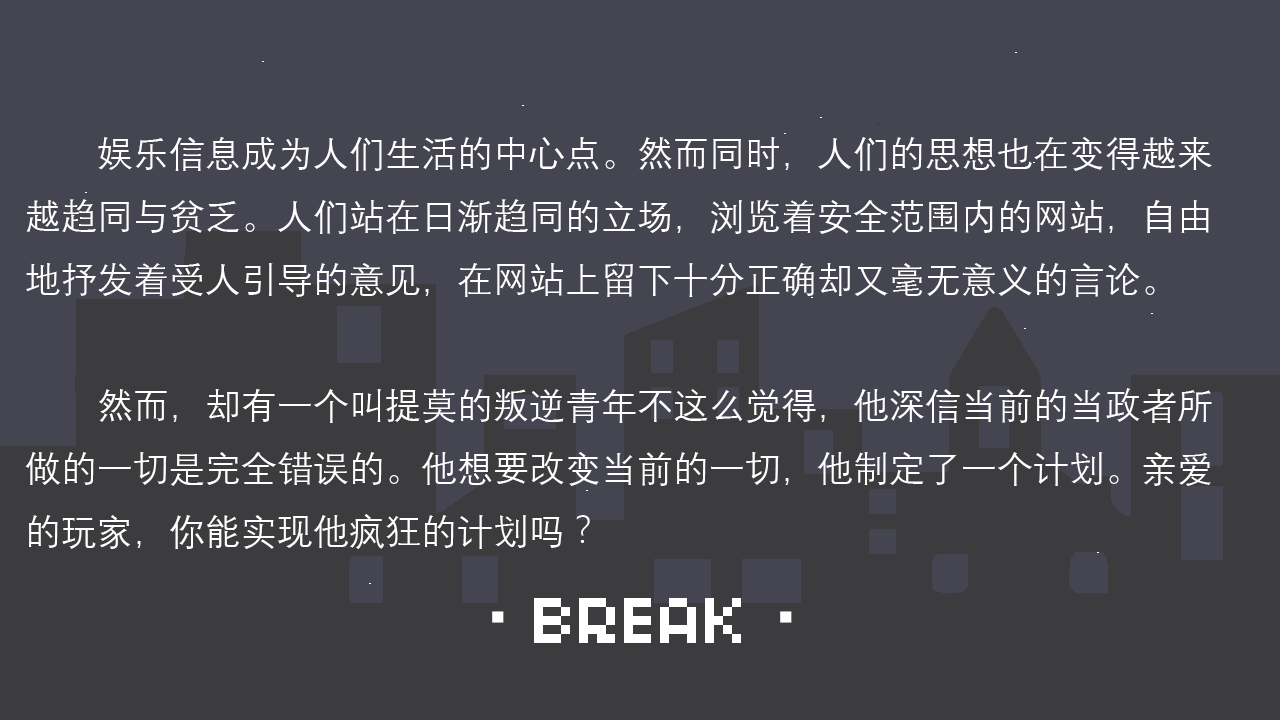 娱乐信息成为人们生活的中心点。然而同时，人们的思想也在变得越来
越趋同与贫乏。人们站在日渐趋同的立场，浏览着安全范围内的网站，自由
地抒发着受人引导的意见，在网站上留下十分正确却又毫无意义的言论。
然而，却有一个叫提莫的叛逆青年不这么觉得，他深信当前的当政者所
做的一切是完全错误的。他想要改变当前的一切，他制定了一个计划。亲爱
的玩家，你能实现他疯狂的计划吗？
· BREAK ·